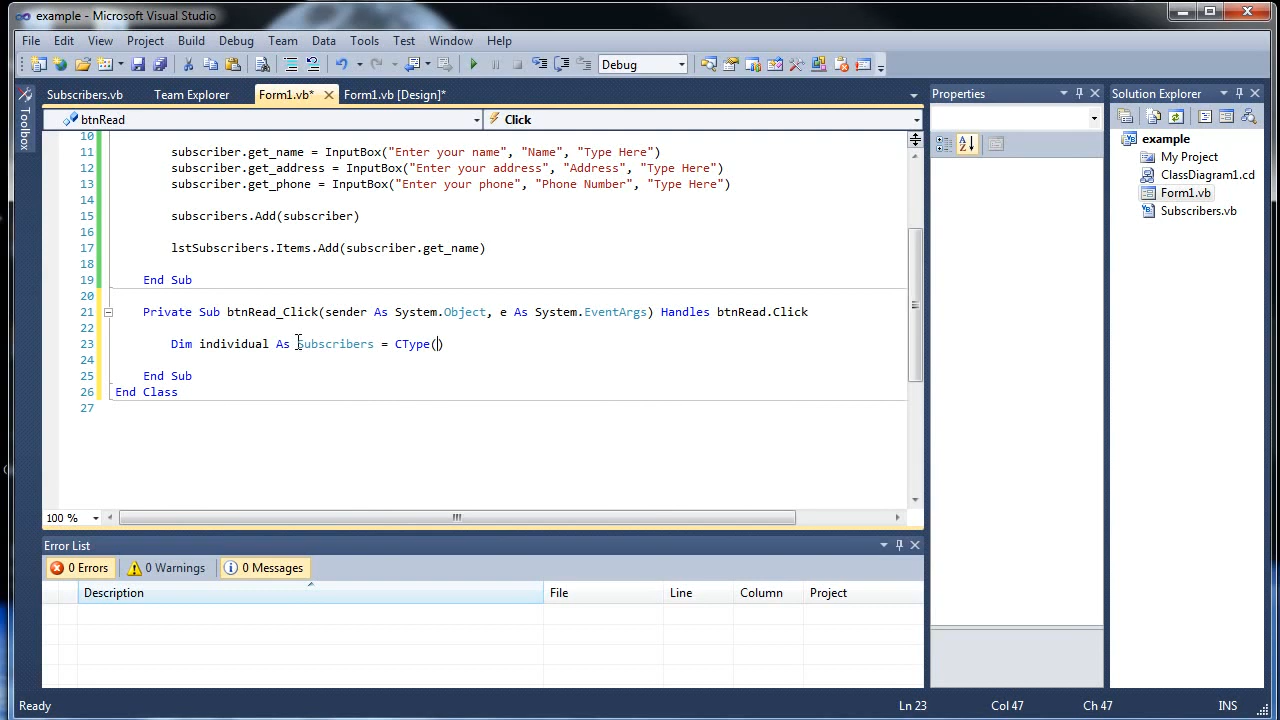 example - Microsoft Visual Studio
File Edit View Project Build Debug Team Data Tools Test Window Help
Debug
Subscribers.vb Team Explorer Form1.vb* Form1.vb [Design]*
btnRead Click
Toolbox
10
11 subscriber.get_name = InputBox("Enter your name", "Name", "Type Here")
12 subscriber.get_address = InputBox("Enter your address", "Address", "Type Here")
13 subscriber.get_phone = InputBox("Enter your phone", "Phone Number", "Type Here")
14
15 subscribers.Add(subscriber)
16
17 lstSubscribers.Items.Add(subscriber.get_name)
18
19 End Sub
20
21 Private Sub btnRead_Click(sender As System.Object, e As System.EventArgs) Handles btnRead.Click
22
23 Dim individual As Subscribers = CType()
24
25 End Sub
26 End Class
27
100 %
Error List
0 Errors 0 Warnings 0 Messages
Description File Line Column Project
Properties
Solution Explorer
example
My Project
ClassDiagram1.cd
Form1.vb
Subscribers.vb
Ready Ln 23 Col 47 Ch 47 INS